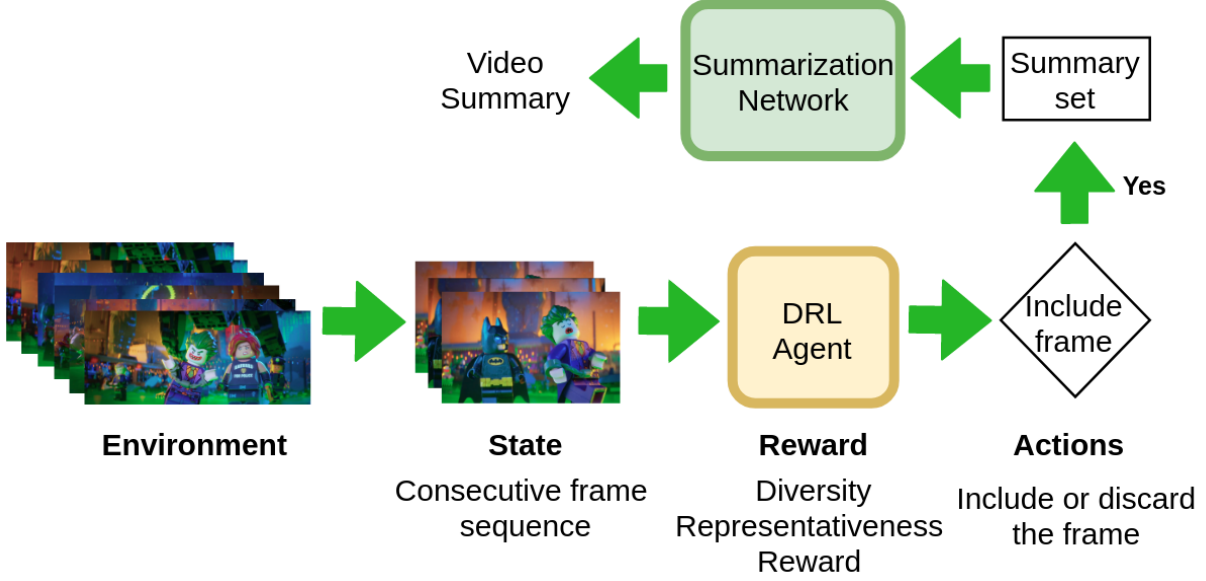 Video
Summary
Summarization
Network
Summary
set
Yes
DRL
Agent
Include
frame
Environment
State
Reward
Actions
Consecutive frame
sequence
Diversity
Representativeness
Reward
Include or discard
the frame